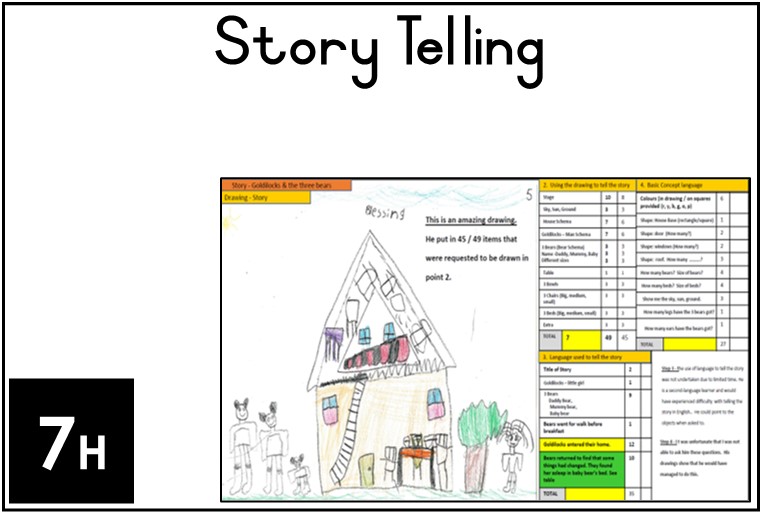 Story Telling
Story - Goldilocks & the three bears
Drawing - Story
Blessing
5
This is an amazing drawing.
He put in 45 / 49 items that
were requested to be drawn in
point 2.
2. Using the drawing to tell the story
Stage 10 8
Sky, Sun, Ground 3 3
House Schema 7 6
Goldilocks – Man Schema 7 6
3 Bears (Bear Schema)
Name -Daddy, Mummy, Baby
Different sizes
Table 1 1
3 Bowls 3 3
3 Chairs (Big, medium,
small) 3 3
3 Beds (Big, medium, small) 3 3
Extra 3 3
TOTAL 7 49 45
4. Basic Concept language
Colours (in drawing / on squares
provided (r, y, b, g, o, p) 6
Shape: House Base (rectangle/square) 1
Shape: door (How many?) 2
Shape: windows (How many?) 2
Shape: roof. How many 3
How many bears? Size of bears? 4
How many beds? Size of beds? 4
Show me the sky, sun, ground. 3
How many legs have the 3 bears got? 1
How many ears have the bears got? 1
TOTAL 27
3. Language used to tell the story
Title of Story 2
Goldilocks – little girl 1
3 Bears
Daddy Bear,
Mommy bear,
Baby bear
Bears went for walk before
breakfast 1
Goldilocks entered their home. 12
Bears returned to find that some
things had changed. They found
her asleep in baby bear's bed. See
table 10
TOTAL 35
Step 3 -The use of language to tell the story
was not undertaken due to limited time. He
is a second language learner and would
have experienced difficulty with telling the
story in English.. He could point to the
objects when asked to.
Step 4 – It was unfortunate that I was not
able to ask him these questions. His
drawings show that he would have
managed to do this.
7H